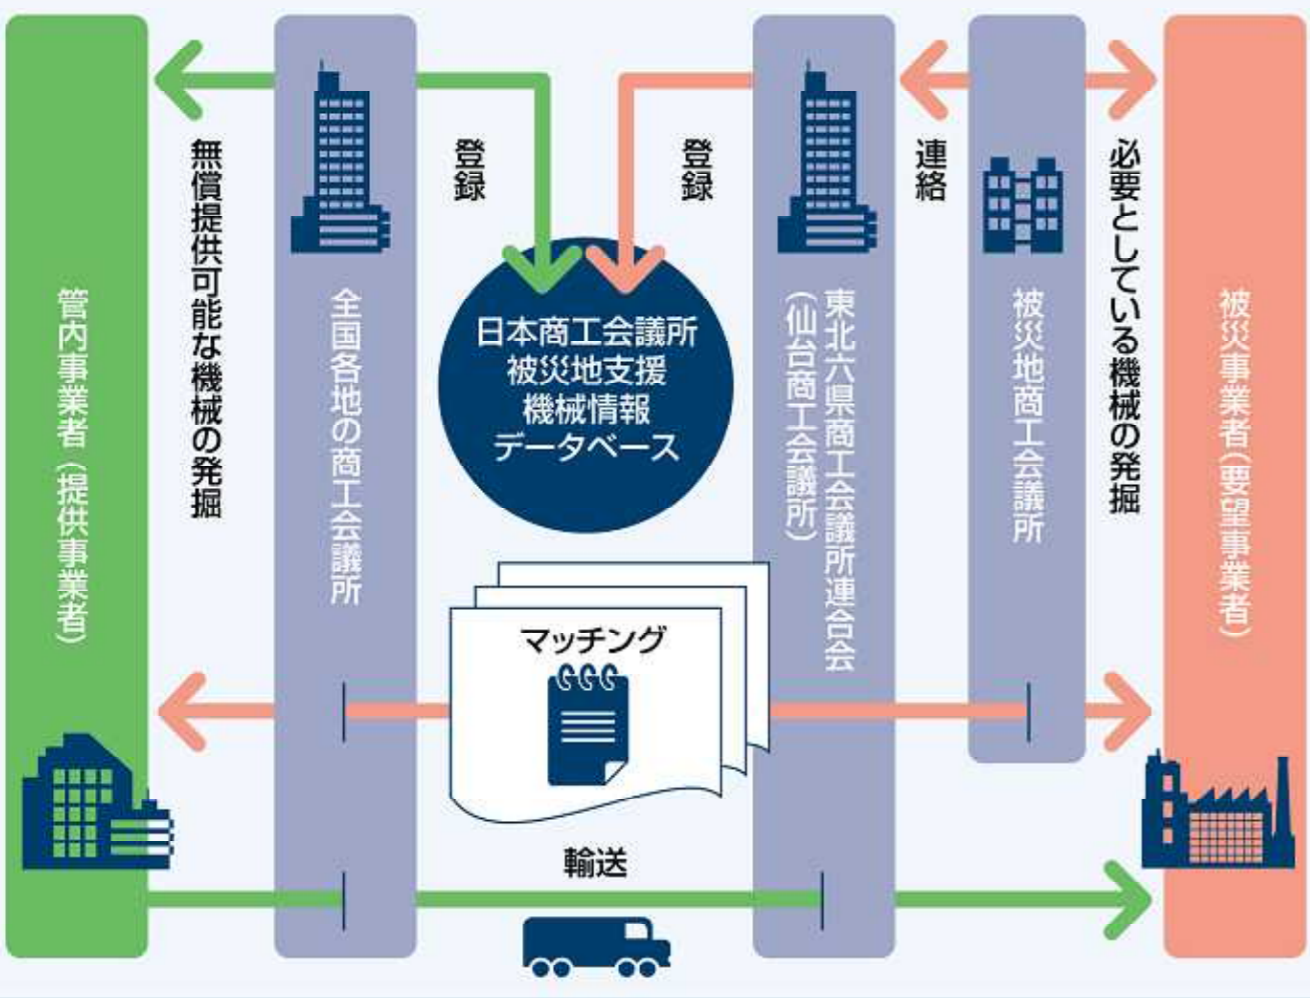 管内事業者（提供事業者）
無償提供可能な機械の発掘
全国各地の商工会議所
登録
日本商工会議所
被災地支援
機械情報
データベース
登録
東北六県商工会議所連合会
（仙台商工会議所）
連絡
被災地商工会議所
必要としている機械の発掘
被災事業者（要望事業者）
マッチング
輸送